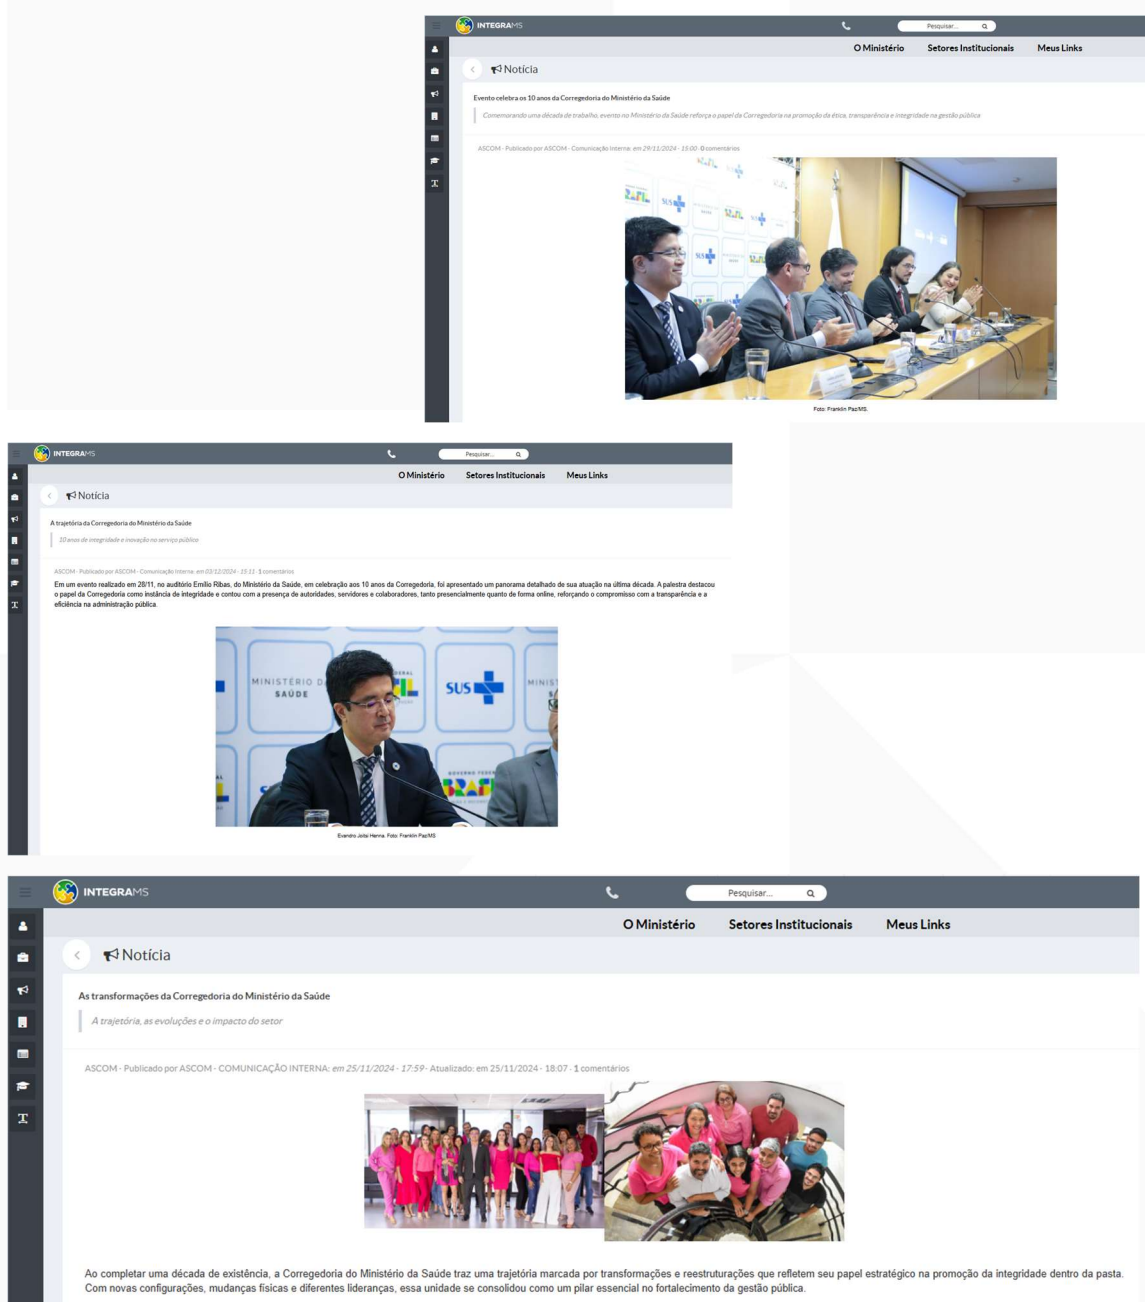 INTEGRAMS
Pesquisar...
O Ministério Setores Institucionais Meus Links
Notícia
Evento celebra os 10 anos da Corregedoria do Ministério da Saúde
Comemorando uma década de trabalho, evento no Ministério da Saúde reforça o papel da Corregedoria na promoção da ética, transparência e integridade na gestão pública
ASCOM - Publicado por ASCOM - Comunicação Interna: em 29/11/2024 - 15:00 - 0 comentários
SUS
SUS
Foto: Franklin Paz/MS.
INTEGRAMS
Pesquisar...
O Ministério Setores Institucionais Meus Links
Notícia
A trajetória da Corregedoria do Ministério da Saúde
10 anos de integridade e inovação no serviço público
ASCOM - Publicado por ASCOM - Comunicação Interna: em 03/12/2024 - 15:11 - 1 comentários
Em um evento realizado em 28/11, no auditório Emílio Ribas, do Ministério da Saúde, em celebração aos 10 anos da Corregedoria, foi apresentado um panorama detalhado de sua atuação na última década. A palestra destacou
o papel da Corregedoria como instância de integridade e contou com a presença de autoridades, servidores e colaboradores, tanto presencialmente quanto de forma online, reforçando o compromisso com a transparência e a
eficiência na administração pública.
MINISTÉRIO D
SAÚDE
SUS
MINIS
GOVERNO FEDER
BRAS
Foto: Franklin Paz/MS
INTEGRAMS
Pesquisar...
O Ministério Setores Institucionais Meus Links
Notícia
As transformações da Corregedoria do Ministério da Saúde
A trajetória, as evoluções e o impacto do setor
ASCOM - Publicado por ASCOM - COMUNICAÇÃO INTERNA: em 25/11/2024 - 17:59 - Atualizado: em 25/11/2024 - 18:07 - 1 comentários
Ao completar uma década de existência, a Corregedoria do Ministério da Saúde traz uma trajetória marcada por transformações e reestruturações que refletem seu papel estratégico na promoção da integridade dentro da pasta.
Com novas configurações, mudanças físicas e diferentes lideranças, essa unidade se consolidou como um pilar essencial no fortalecimento da gestão pública.